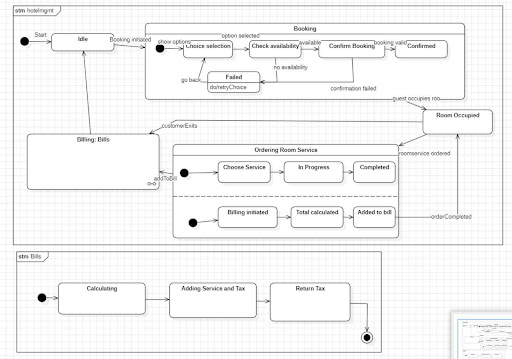 stm hotelmgmt
Start
Idle
Booking initiated
Booking
show options
option selected
Choice selection
Check availability
available
Confirm Booking
booking valid
Confirmed
no availability
go back
Failed
do/retryChoice
confirmation failed
guest occupies roo
Room Occupied
customerExits
Billing: Bills
roomservice ordered
Ordering Room Service
Choose Service
In Progress
Completed
addToBill
Billing initiated
Total calculated
Added to bill
orderCompleted
stm Bills
Calculating
Adding Service and Tax
Return Tax